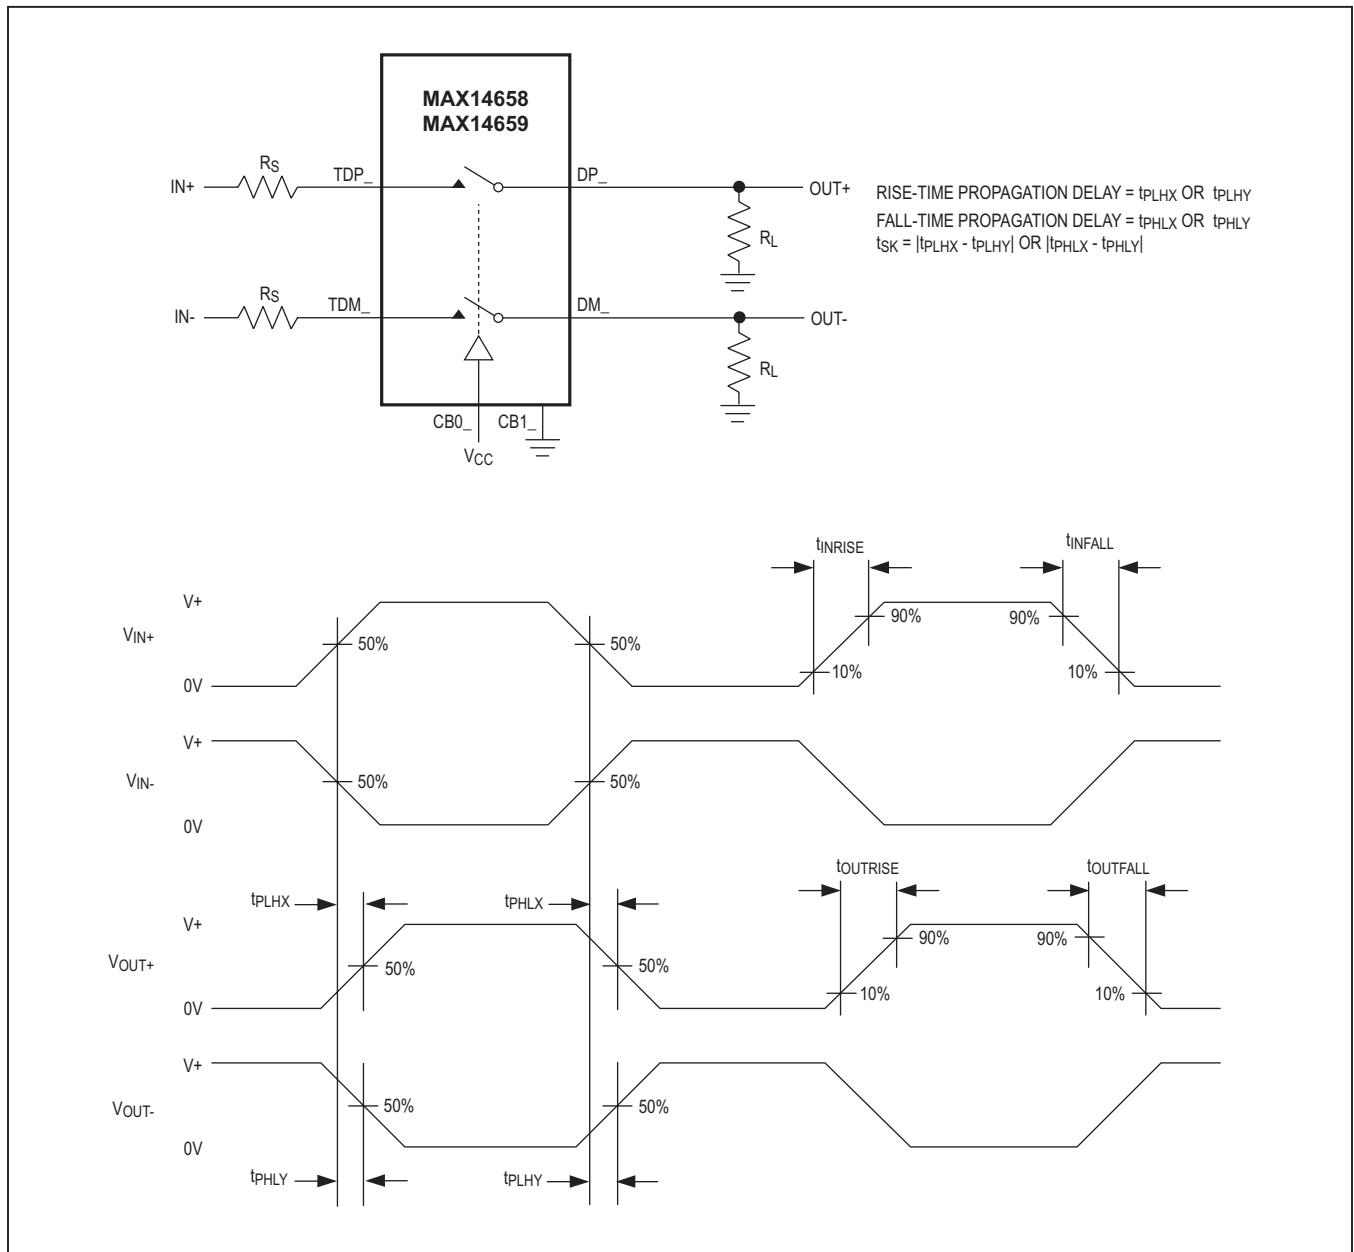 MAX14658
MAX14659
IN+
RS
TDP_
DP_
OUT+
RL
RISE-TIME PROPAGATION DELAY = tPLHX OR tPLHY
FALL-TIME PROPAGATION DELAY = tPHLX OR tPHLY
tSK = |tPLHX - tPLHY| OR |tPHLX - tPHLY|
IN-
RS
TDM_
DM_
OUT-
RL
CB0_
CB1_
VCC
tINRISE
tINFALL
V+
VIN+
0V
50%
50%
90%
10%
90%
10%
V+
VIN-
0V
50%
50%
tOUTRISE
tOUTFALL
tPLHX
tPHLX
V+
VOUT+
0V
50%
50%
90%
10%
90%
10%
V+
VOUT-
0V
50%
50%
tPHLY
tPLHY